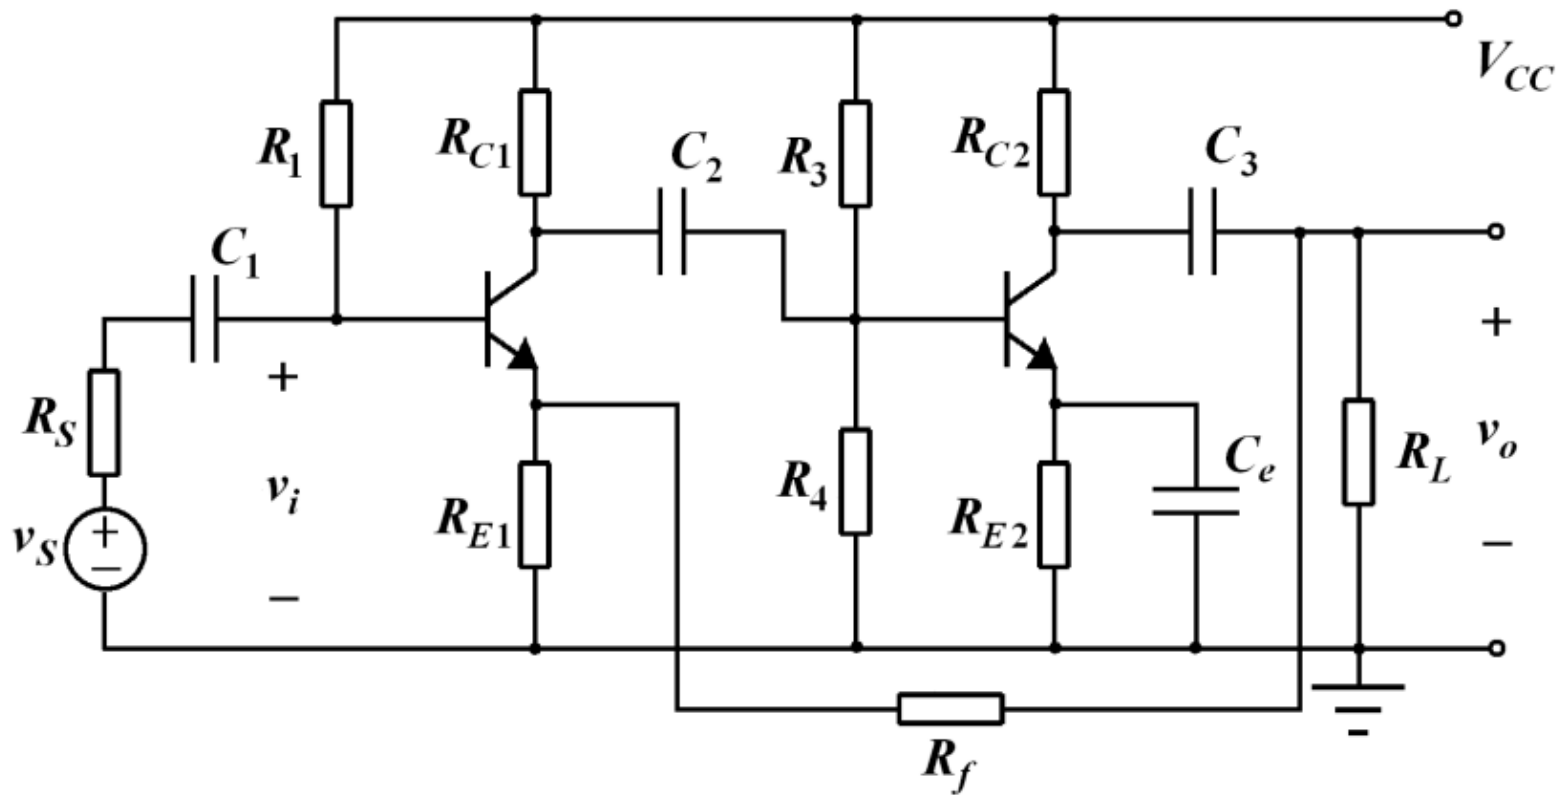 V_CC
R_1
R_C1
C_2
R_3
R_C2
C_3
C_1
+
+
R_S
v_i
R_E1
R_4
R_E2
C_e
R_L
v_o
v_S
+
−
−
−
R_f